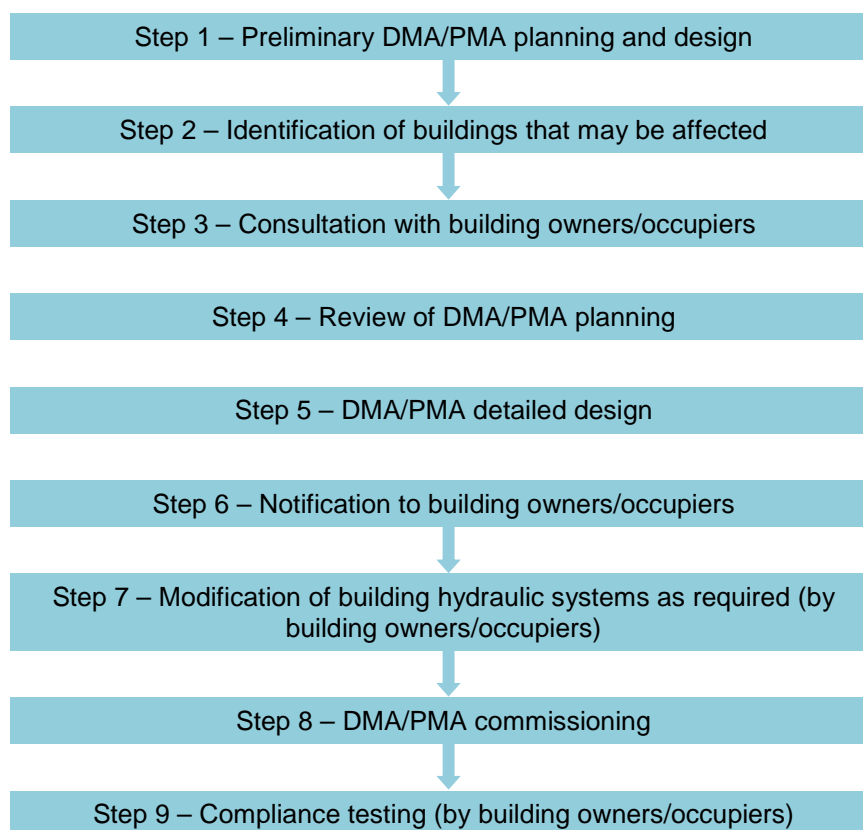 Step 1 – Preliminary DMA/PMA planning and design
Step 2 – Identification of buildings that may be affected
Step 3 – Consultation with building owners/occupiers
Step 4 – Review of DMA/PMA planning
Step 5 – DMA/PMA detailed design
Step 6 – Notification to building owners/occupiers
Step 7 – Modification of building hydraulic systems as required (by
building owners/occupiers)
Step 8 – DMA/PMA commissioning
Step 9 – Compliance testing (by building owners/occupiers)